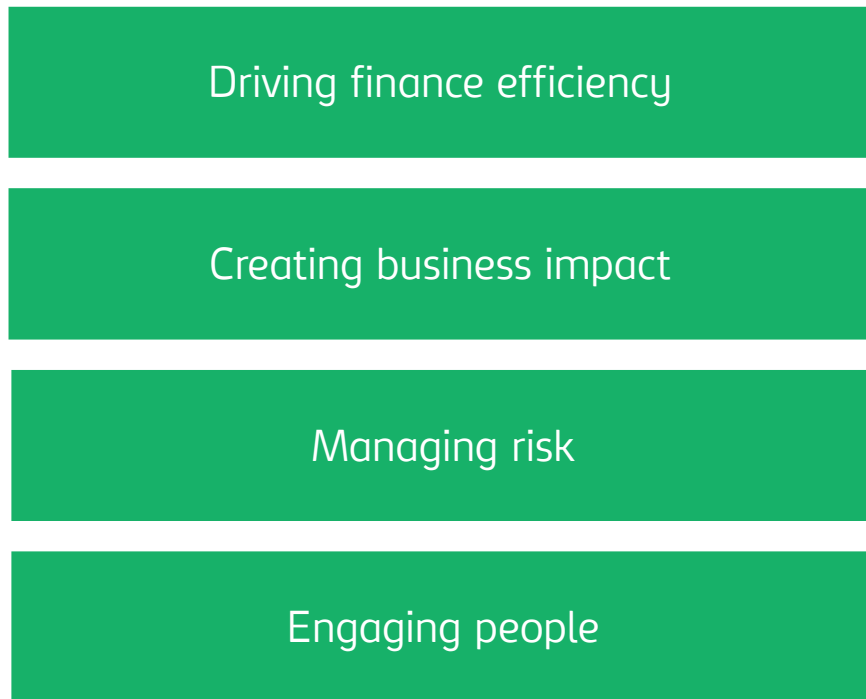 Driving finance efficiency
Creating business impact
Managing risk
Engaging people